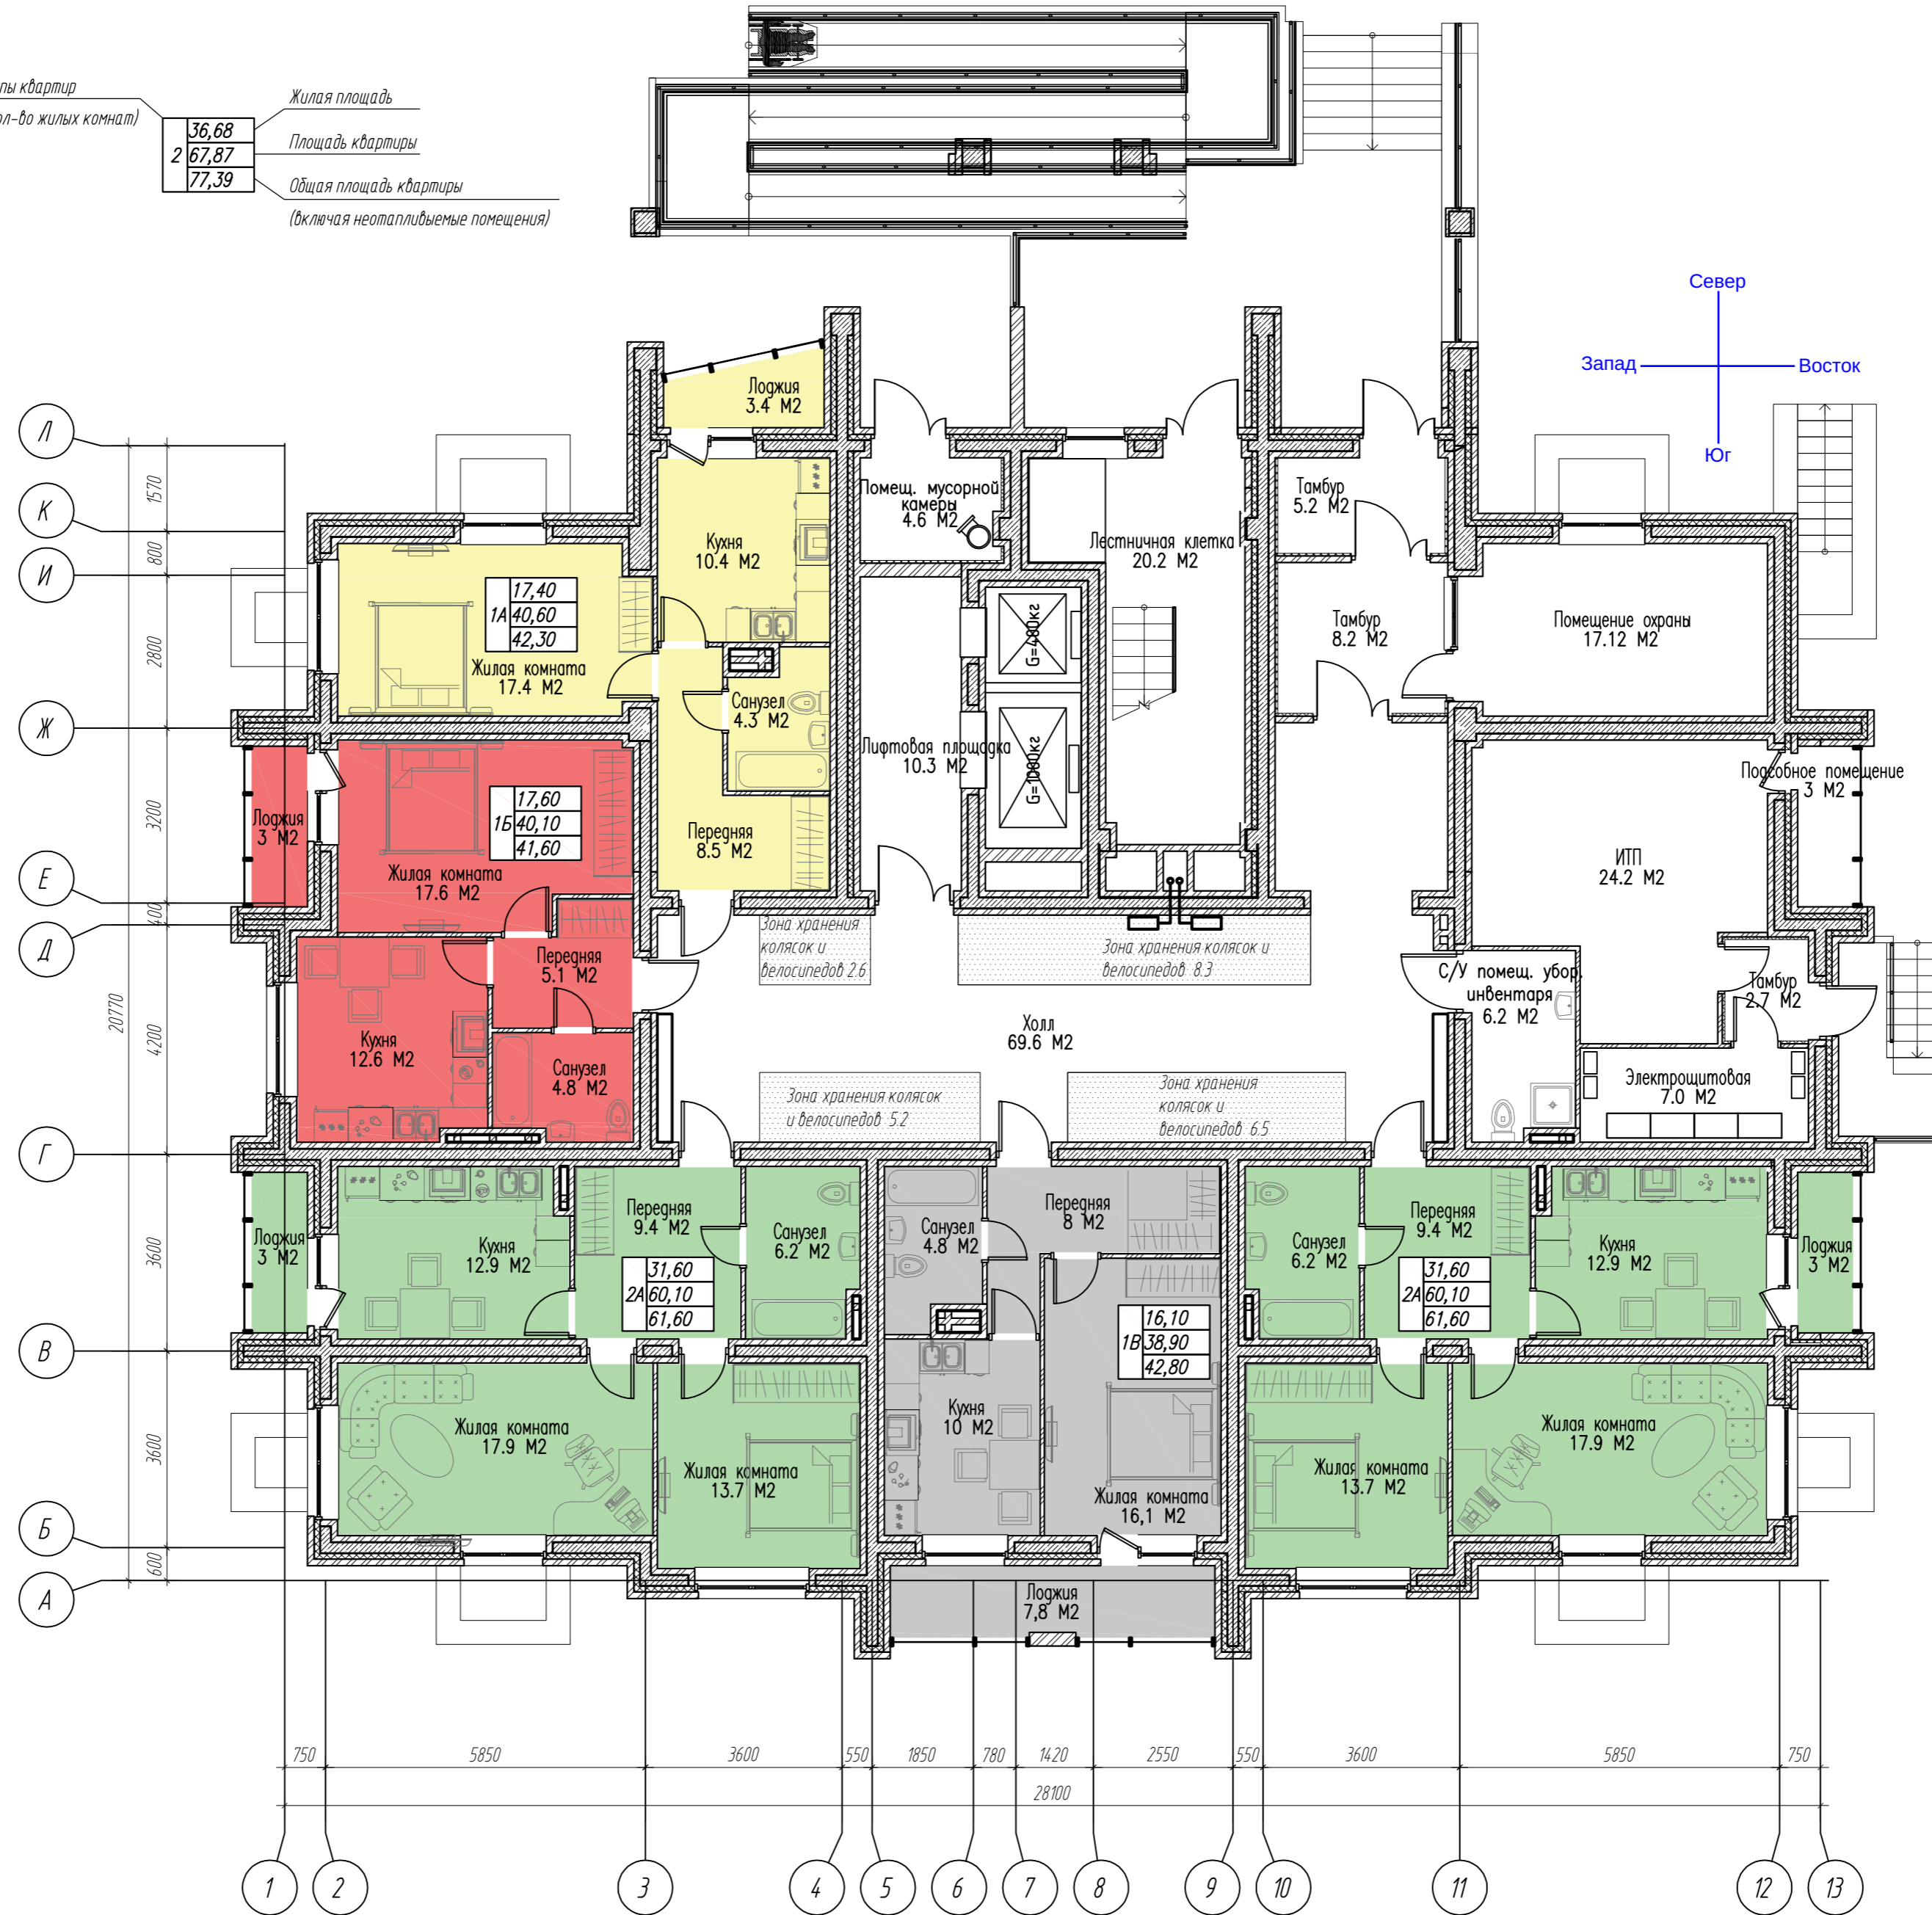 пы квартир
ол-во жилых комнат)
2
36,68
67,87
77,39
Жилая площадь
Площадь квартиры
Общая площадь квартиры
(включая неотапливыемые помещения)
Север
Запад
Восток
Юг
Л
К
И
Ж
Е
Д
Г
В
Б
А
1570
800
2800
3200
400
4200
3600
3600
600
20770
Лоджия
3.4 М2
Кухня
10.4 М2
17,40
1А 40,60
42,30
Жилая комната
17.4 М2
Санузел
4.3 М2
Передняя
8.5 М2
Помещ. мусорной
камеры
4.6 М2
Лестничная клетка
20.2 М2
Тамбур
5.2 М2
Тамбур
8.2 М2
Помещение охраны
17.12 М2
G=480кг
G=1080кг
Лифтовая площадка
10.3 М2
Лоджия
3 М2
17,60
1Б 40,10
41,60
Жилая комната
17.6 М2
Передняя
5.1 М2
Кухня
12.6 М2
Санузел
4.8 М2
Подсобное помещение
3 М2
ИТП
24.2 М2
Зона хранения
колясок и
велосипедов 2.6
Зона хранения колясок и
велосипедов 8.3
С/У помещ. убор.
инвентаря
6.2 М2
Тамбур
2.7 М2
Холл
69.6 М2
Электрощитовая
7.0 М2
Зона хранения колясок
и велосипедов 5.2
Зона хранения
колясок и
велосипедов 6.5
Лоджия
3 М2
Кухня
12.9 М2
Передняя
9.4 М2
Санузел
6.2 М2
31,60
2А 60,10
61,60
Жилая комната
17.9 М2
Жилая комната
13.7 М2
Санузел
4.8 М2
Передняя
8 М2
16,10
1В 38,90
42,80
Кухня
10 М2
Жилая комната
16,1 М2
Лоджия
7,8 М2
Санузел
6.2 М2
Передняя
9.4 М2
31,60
2А 60,10
61,60
Кухня
12.9 М2
Лоджия
3 М2
Жилая комната
13.7 М2
Жилая комната
17.9 М2
750 5850 3600 550 1850 780 1420 2550 550 3600 5850 750
28100
1 2 3 4 5 6 7 8 9 10 11 12 13